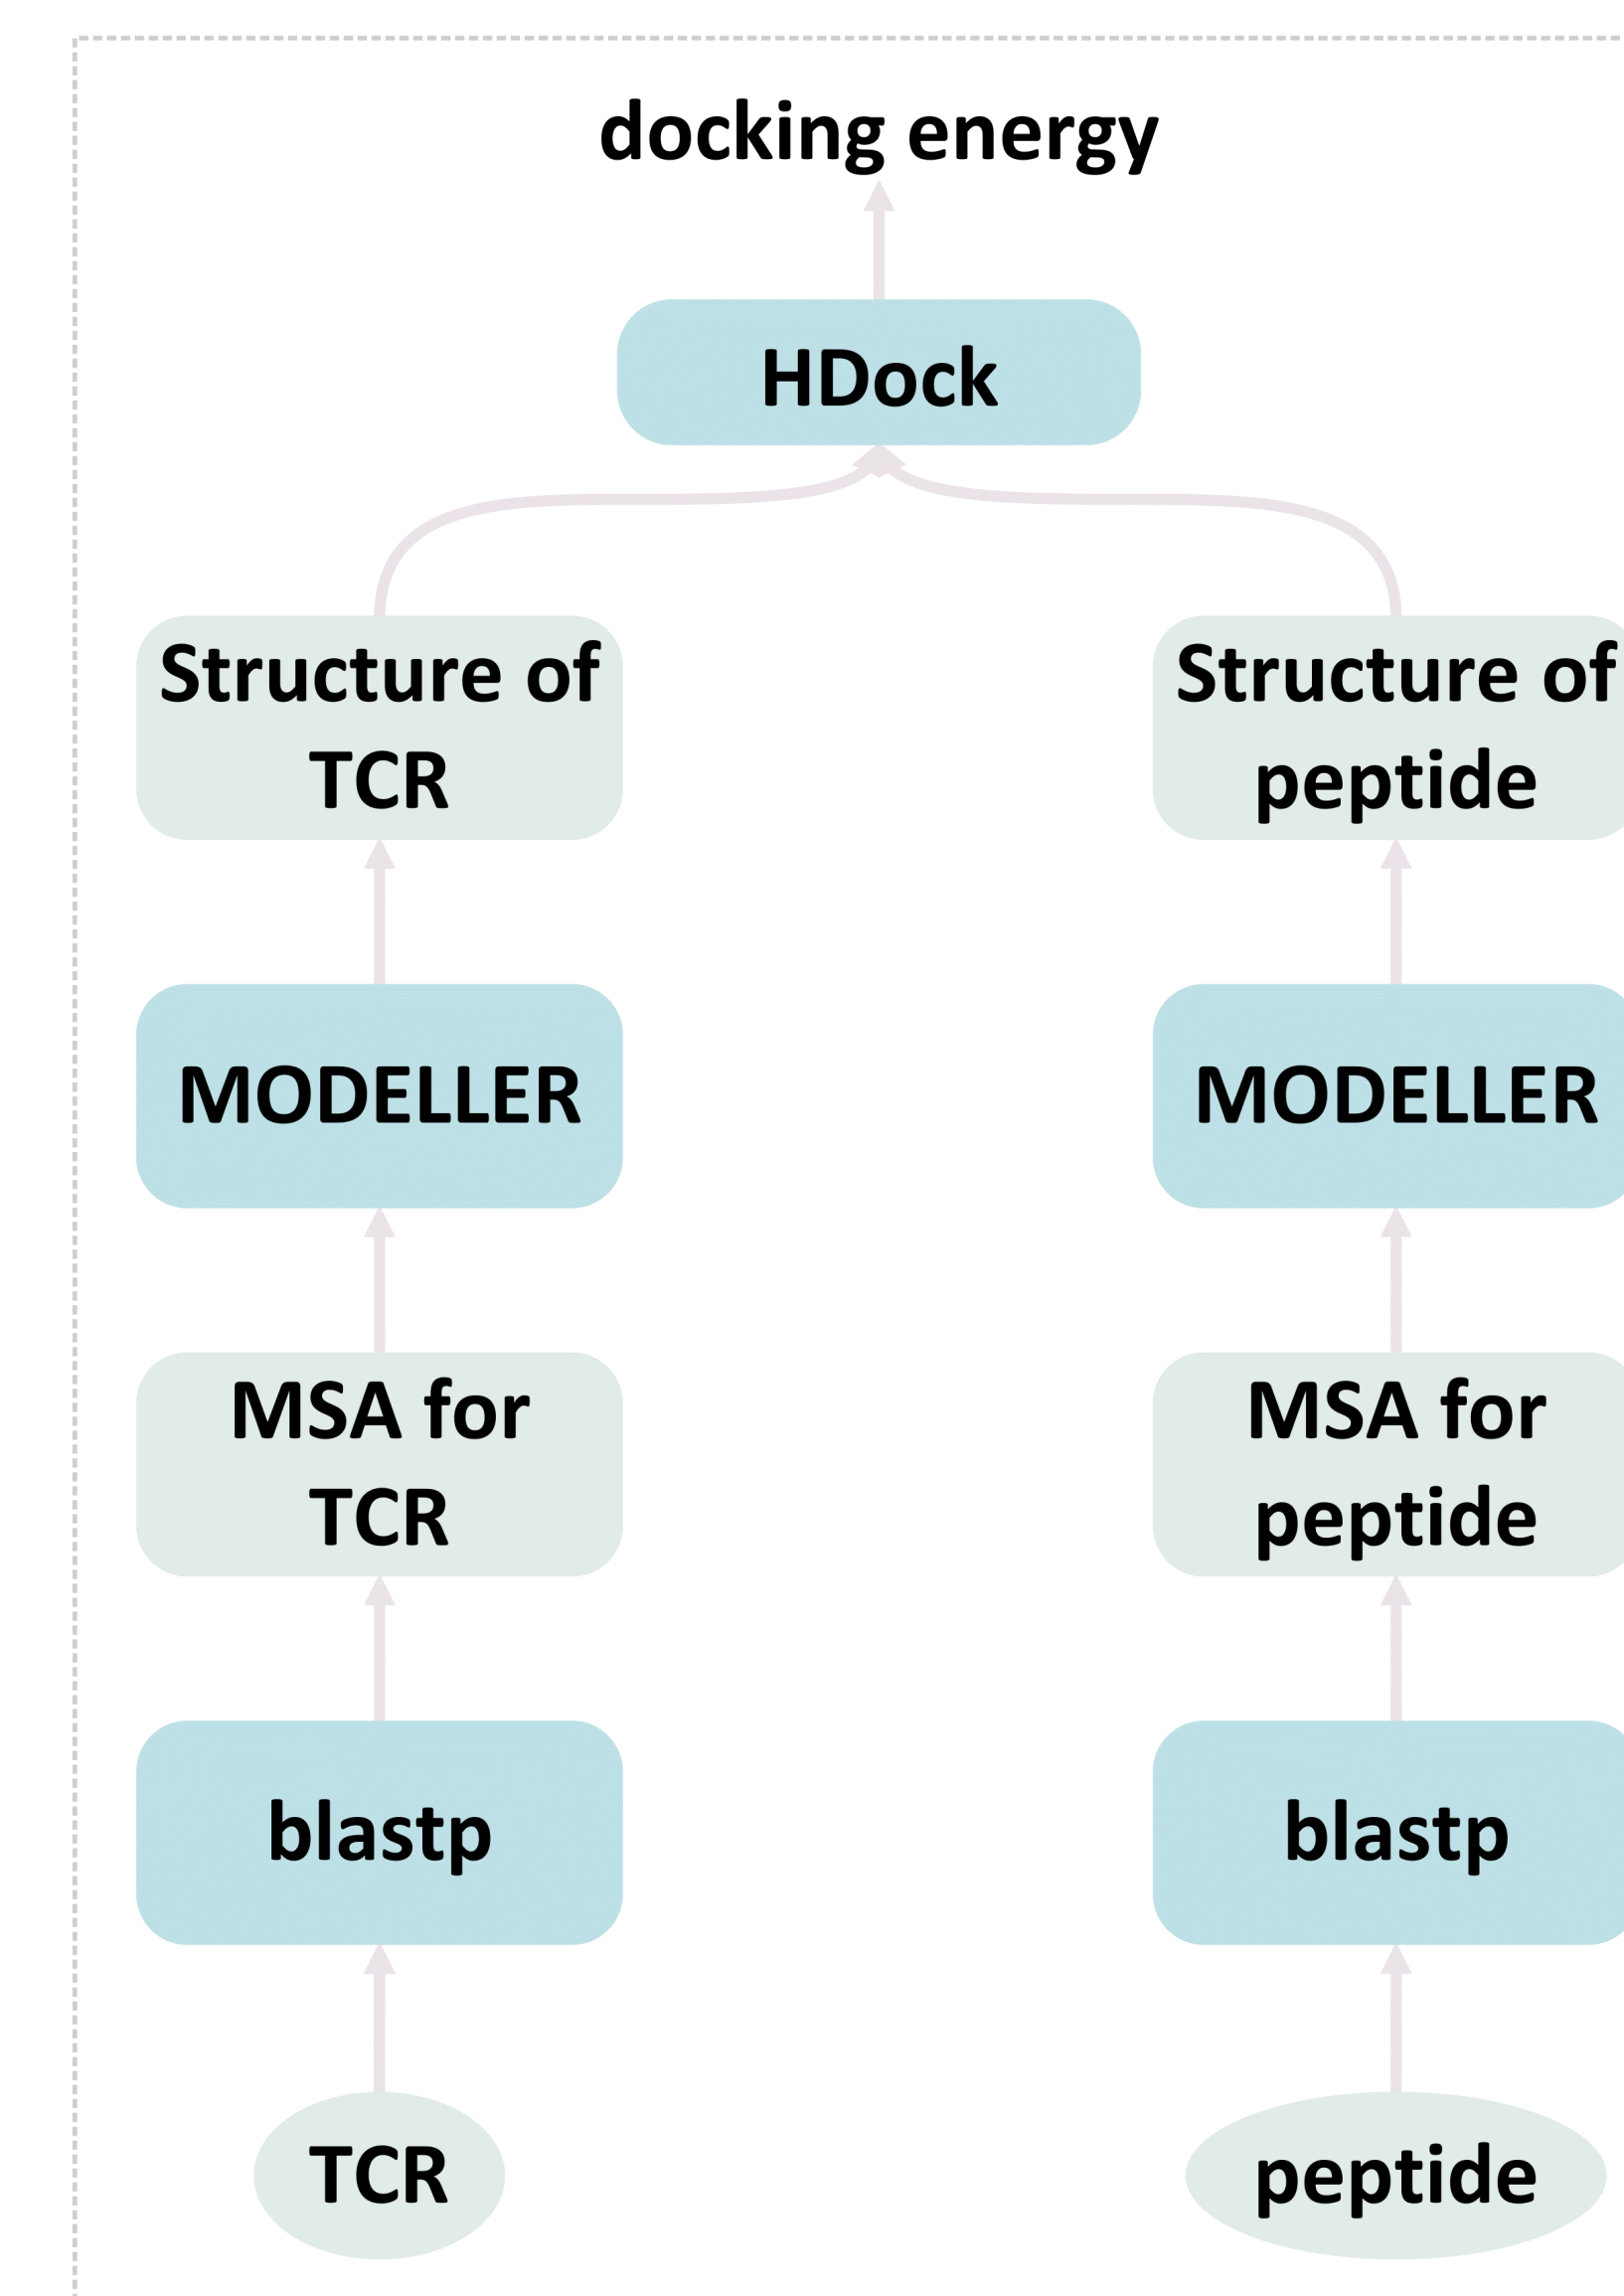 docking energy
HDock
Structure of
TCR
Structure of
peptide
MODELLER
MODELLER
MSA for
TCR
MSA for
peptide
blastp
blastp
TCR
peptide